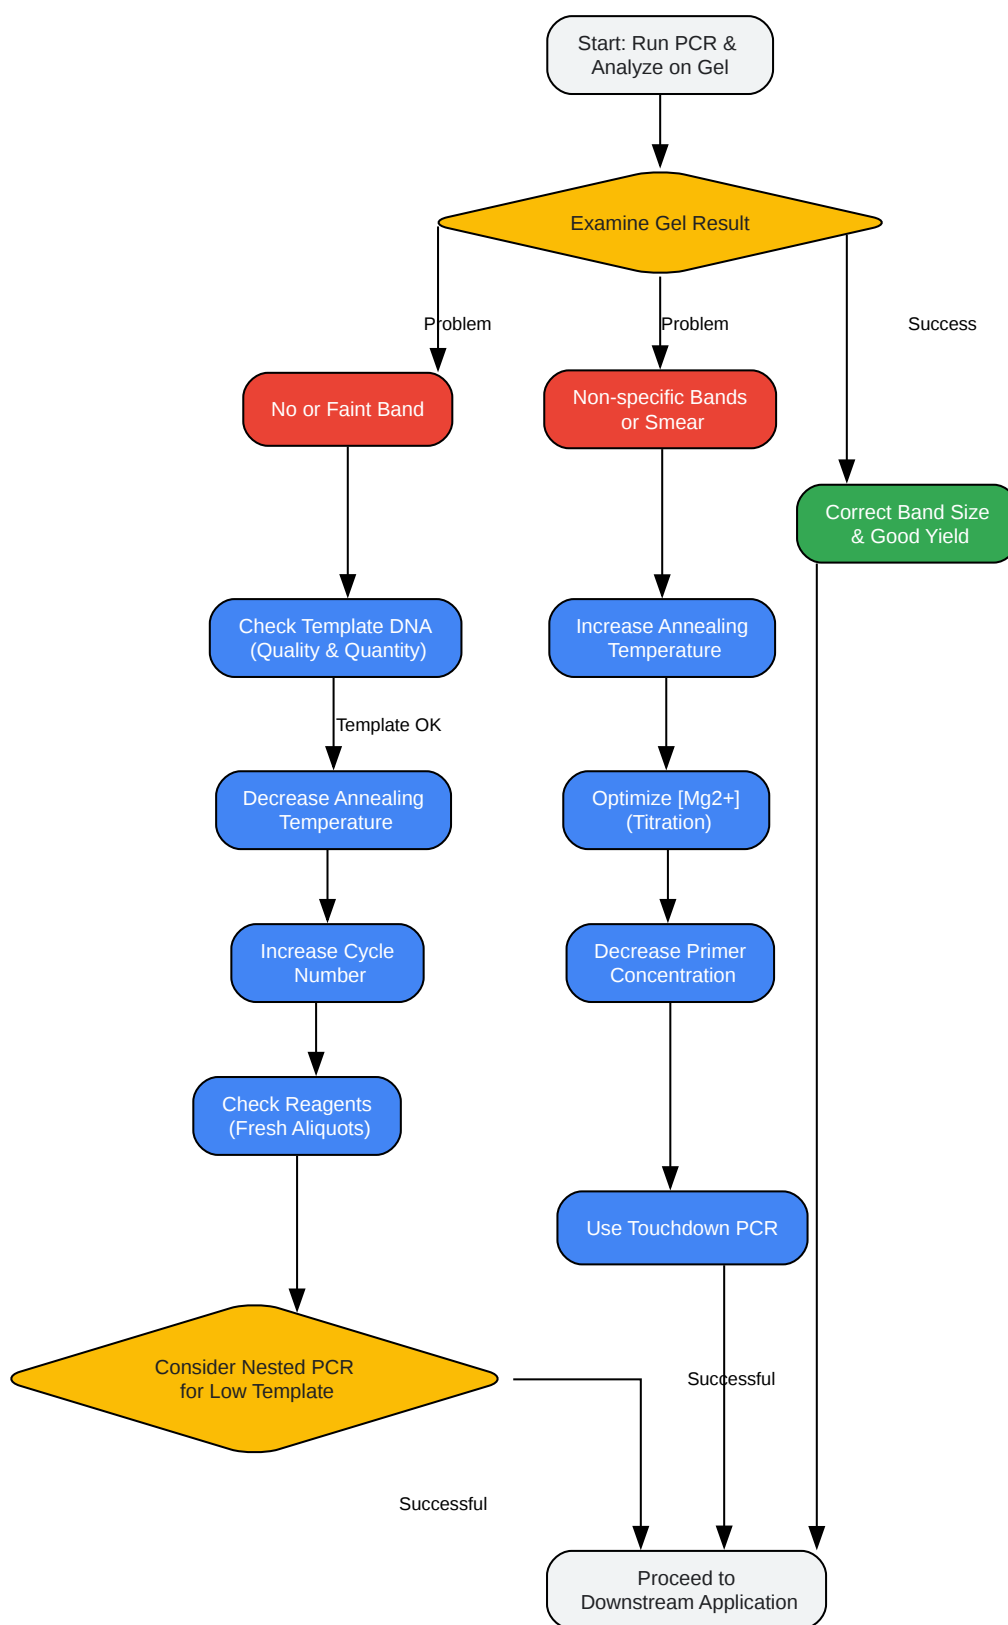 Start: Run PCR &
Analyze on Gel
Examine Gel Result
Problem
Problem
Success
No or Faint Band
Non-specific Bands
or Smear
Correct Band Size
& Good Yield
Check Template DNA
(Quality & Quantity)
Increase Annealing
Temperature
Template OK
Decrease Annealing
Temperature
Optimize [Mg2+]
(Titration)
Increase Cycle
Number
Decrease Primer
Concentration
Check Reagents
(Fresh Aliquots)
Use Touchdown PCR
Consider Nested PCR
for Low Template
Successful
Successful
Proceed to
Downstream Application